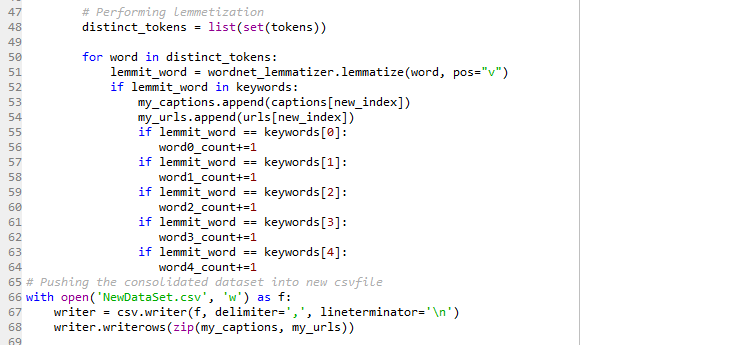 47         # Performing lemmetization
48         distinct_tokens = list(set(tokens))
49
50         for word in distinct_tokens:
51             lemmit_word = wordnet_lemmatizer.lemmatize(word, pos="v")
52             if lemmit_word in keywords:
53                 my_captions.append(captions[new_index])
54                 my_urls.append(urls[new_index])
55                 if lemmit_word == keywords[0]:
56                    word0_count+=1
57                 if lemmit_word == keywords[1]:
58                    word1_count+=1
59                 if lemmit_word == keywords[2]:
60                    word2_count+=1
61                 if lemmit_word == keywords[3]:
62                    word3_count+=1
63                 if lemmit_word == keywords[4]:
64                    word4_count+=1
65 # Pushing the consolidated dataset into new csvfile
66 with open('NewDataSet.csv', 'w') as f:
67     writer = csv.writer(f, delimiter=',', lineterminator='\n')
68     writer.writerows(zip(my_captions, my_urls))
69